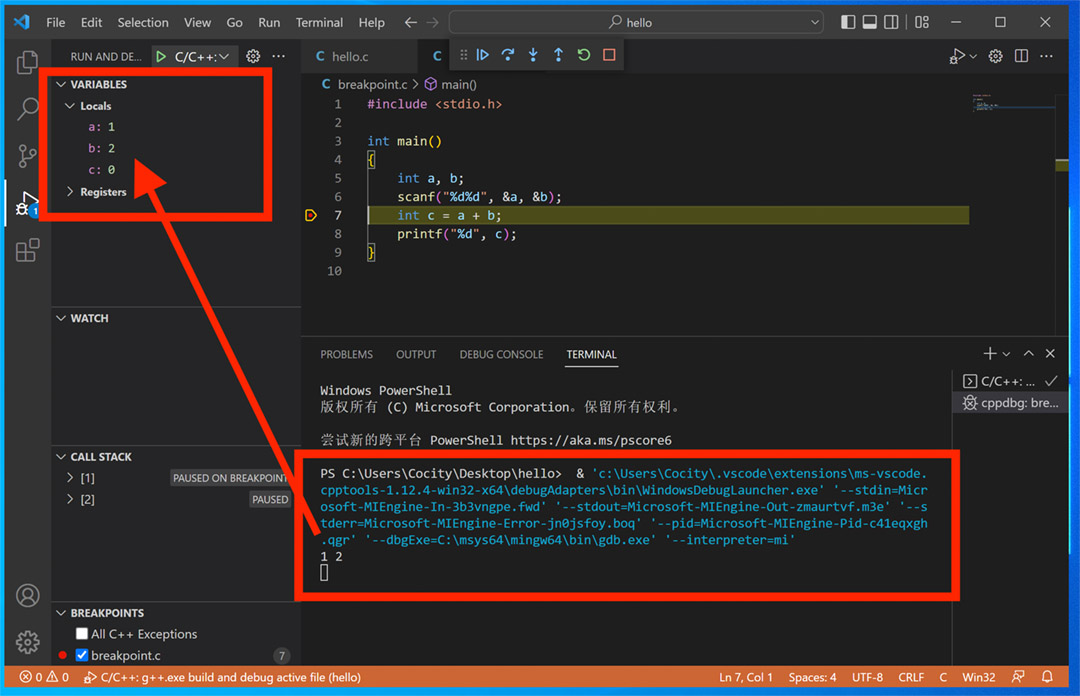 File Edit Selection View Go Run Terminal Help hello
RUN AND DE... C/C++: hello.c C
VARIABLES
Locals
a: 1
b: 2
c: 0
Registers
1
WATCH
CALL STACK
[1] PAUSED ON BREAKPOINT
[2] PAUSED
BREAKPOINTS
All C++ Exceptions
breakpoint.c 7
C breakpoint.c > main()
1 #include <stdio.h>
2
3 int main()
4 {
5 int a, b;
6 scanf("%d%d", &a, &b);
7 int c = a + b;
8 printf("%d", c);
9 }
10
PROBLEMS OUTPUT DEBUG CONSOLE TERMINAL
C/C++: ...
cppdbg: bre...
Windows PowerShell
版权所有 (C) Microsoft Corporation。保留所有权利。
尝试新的跨平台 PowerShell https://aka.ms/pscore6
PS C:\Users\Cocity\Desktop\hello> & 'c:\Users\Cocity\.vscode\extensions\ms-vscode.
cpptools-1.12.4-win32-x64\debugAdapters\bin\WindowsDebugLauncher.exe' '--stdin=Micr
osoft-MIEngine-In-3b3vngpe.fwd' '--stdout=Microsoft-MIEngine-Out-zmaurtvf.m3e' '--s
tderr=Microsoft-MIEngine-Error-jn0jsfoy.boq' '--pid=Microsoft-MIEngine-Pid-c41eqxgh
.qgr' '--dbgExe=C:\msys64\mingw64\bin\gdb.exe' '--interpreter=mi'
1 2
0 0 C/C++: g++.exe build and debug active file (hello) Ln 7, Col 1 Spaces: 4 UTF-8 CRLF C Win32